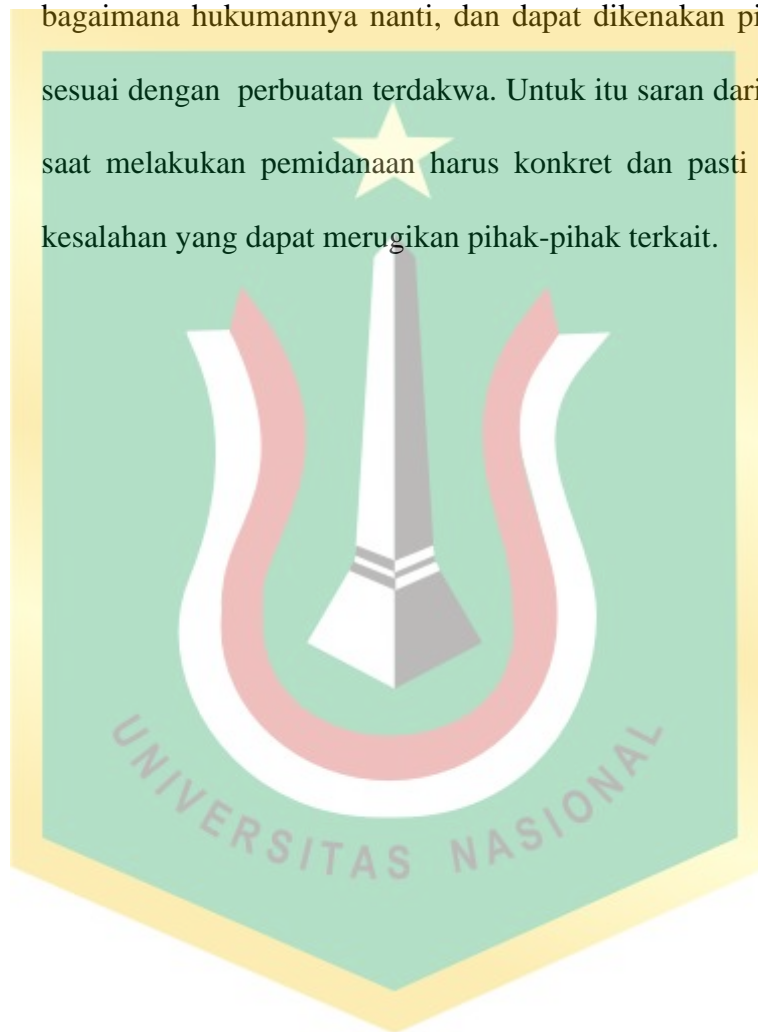 bagaimana hukumannya nanti, dan dapat dikenakan
sesuai dengan perbuatan terdakwa. Untuk itu saran dari
saat melakukan pemidanaan harus konkret dan pasti
kesalahan yang dapat merugikan pihak-pihak terkait.
UNIVERSITAS NASIONAL